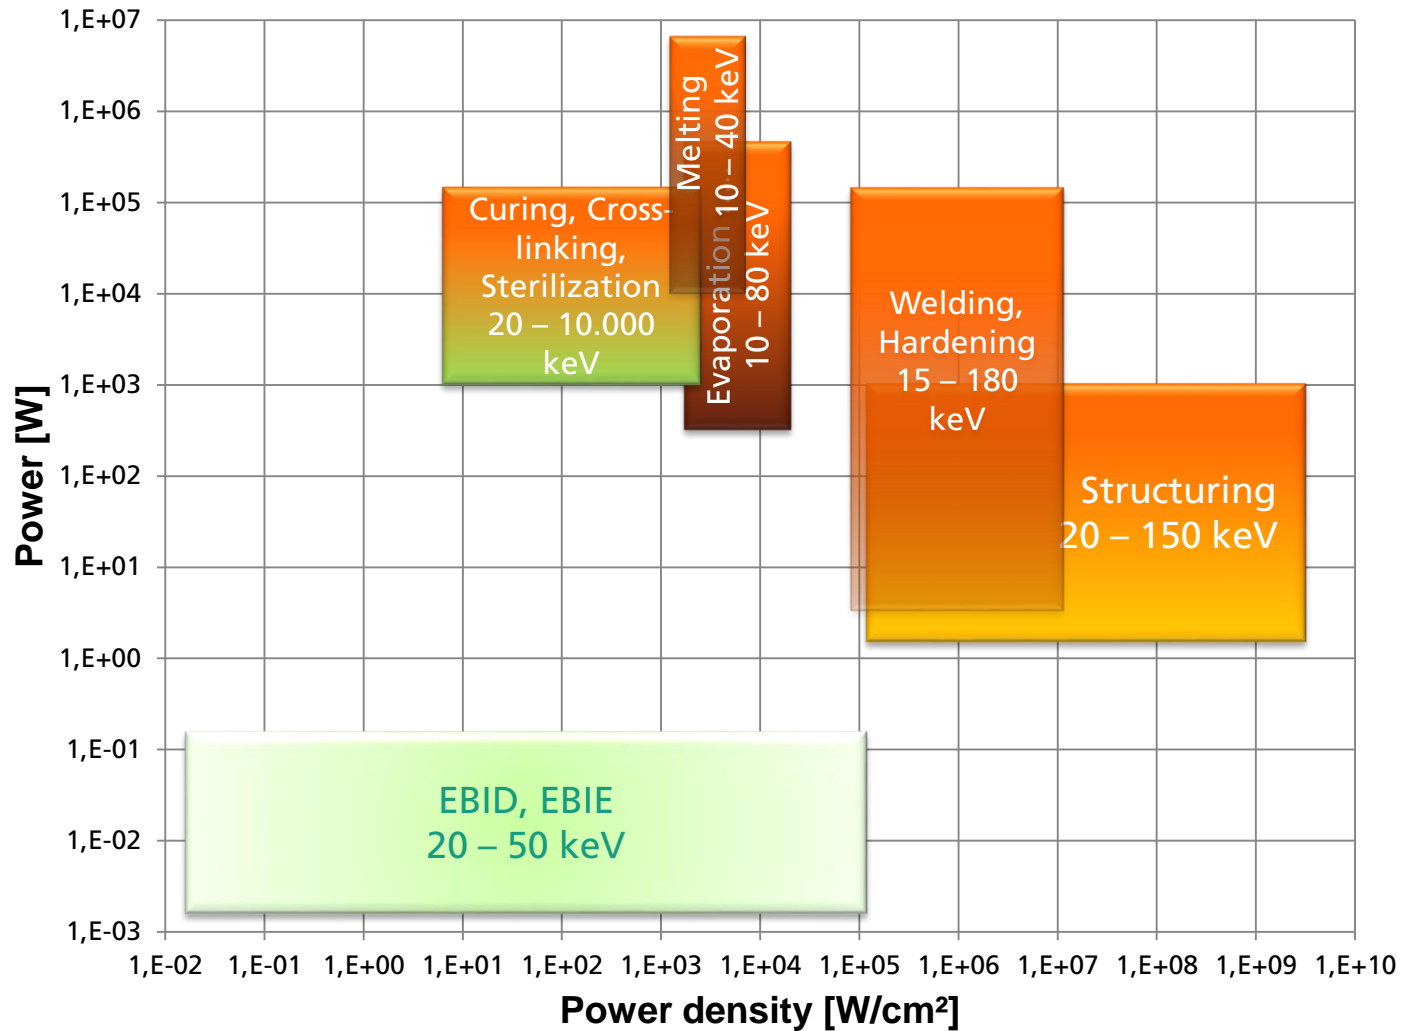 1,E+07
1,E+06
1,E+05
1,E+04
1,E+03
1,E+02
1,E+01
1,E+00
1,E-01
1,E-02
1,E-03
Power [W]
Melting
10 – 40 keV
Evaporation
10 – 80 keV
Curing, Cross-
linking,
Sterilization
20 – 10.000
keV
Welding,
Hardening
15 – 180
keV
Structuring
20 – 150 keV
EBID, EBIE
20 – 50 keV
1,E-02 1,E-01 1,E+00 1,E+01 1,E+02 1,E+03 1,E+04 1,E+05 1,E+06 1,E+07 1,E+08 1,E+09 1,E+10
Power density [W/cm²]